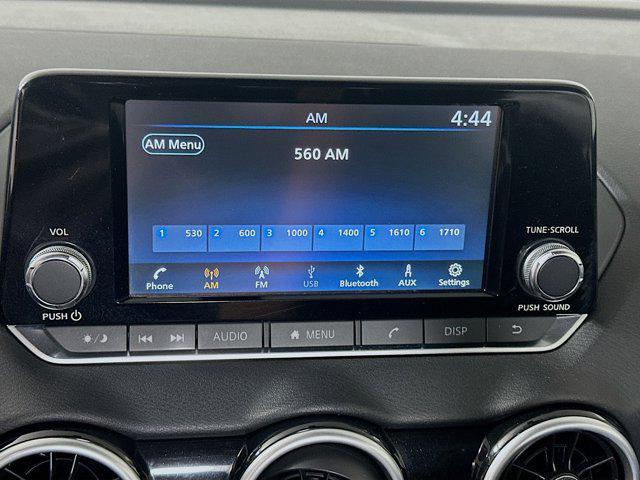 AM
4:44
AM Menu
560 AM
1 530 2 600 3 1000 4 1400 5 1610 6 1710
Phone AM FM USB Bluetooth AUX Settings
VOL
PUSH
TUNE·SCROLL
PUSH SOUND
AUDIO MENU DISP